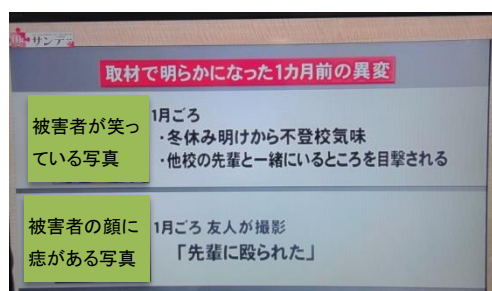 サンデー
取材で明らかになった1カ月前の異変
被害者が笑っ
ている写真
1月ごろ
・冬休み明けから不登校気味
・他校の先輩と一緒にいるところを目撃される
被害者の顔に
痣がある写真
1月ごろ 友人が撮影
「先輩に殴られた」